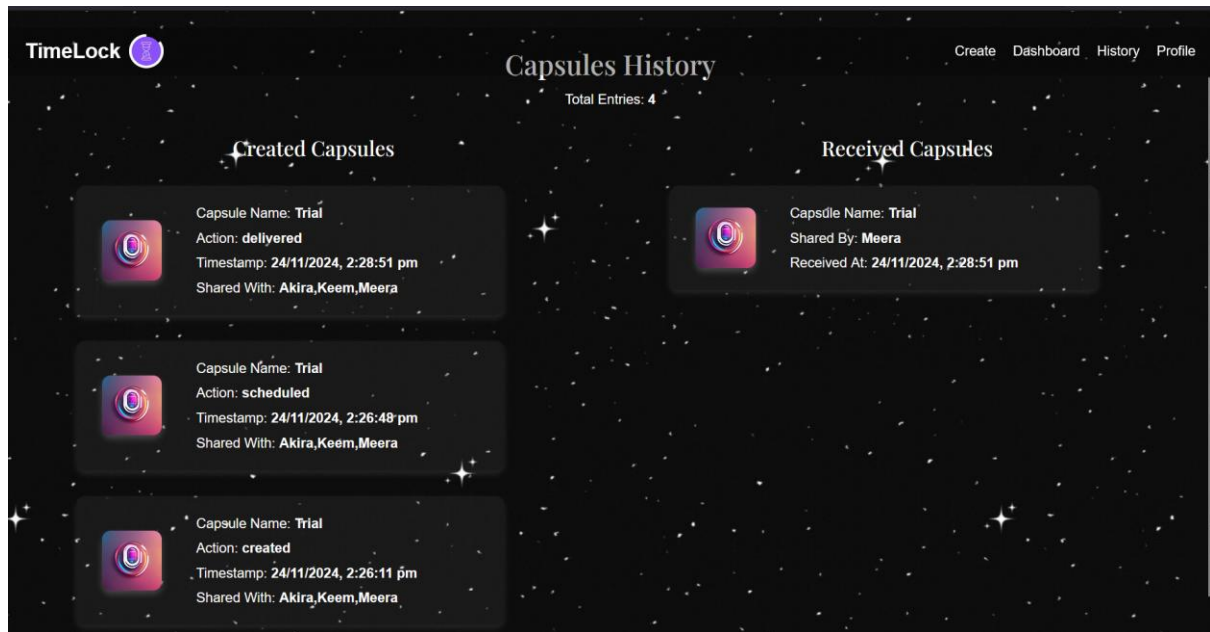 TimeLock
Create Dashboard History Profile
Capsules History
Total Entries: 4
Created Capsules
Capsule Name: Trial
Action: delivered
Timestamp: 24/11/2024, 2:28:51 pm
Shared With: Akira,Keem,Meera
Capsule Name: Trial
Action: scheduled
Timestamp: 24/11/2024, 2:26:48 pm
Shared With: Akira,Keem,Meera
Capsule Name: Trial
Action: created
Timestamp: 24/11/2024, 2:26:11 pm
Shared With: Akira,Keem,Meera
Received Capsules
Capsule Name: Trial
Shared By: Meera
Received At: 24/11/2024, 2:28:51 pm